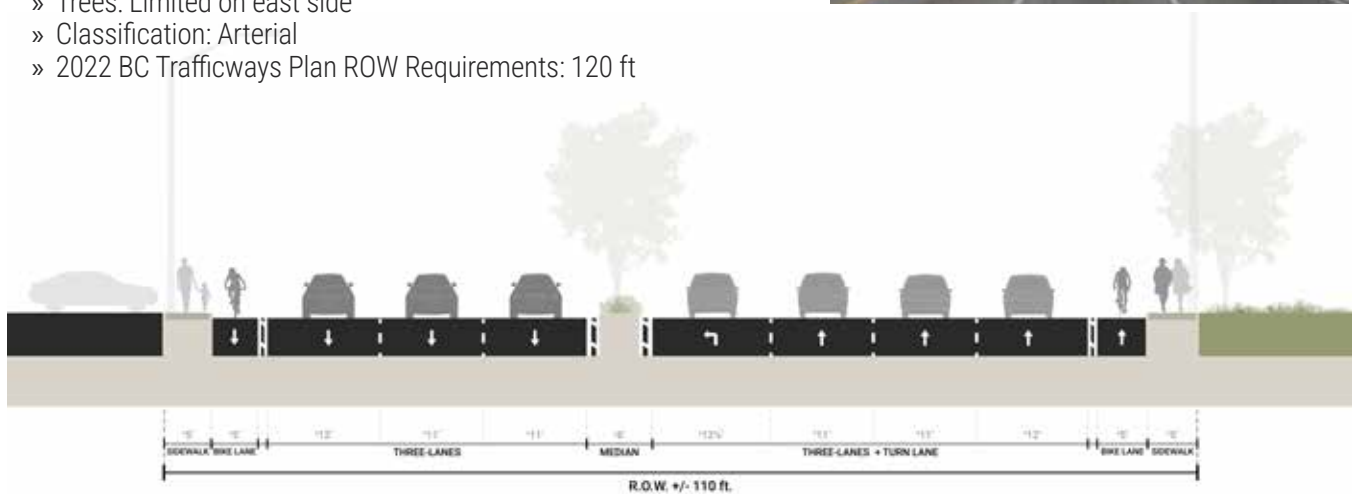 » Trees: Limited on east side
» Classification: Arterial
» 2022 BC Trafficways Plan ROW Requirements: 120 ft
SIDEWALK BIKE LANE THREE-LANES MEDIAN THREE-LANES + TURN LANE BIKE LANE SIDEWALK
R.O.W. +/- 110 ft.